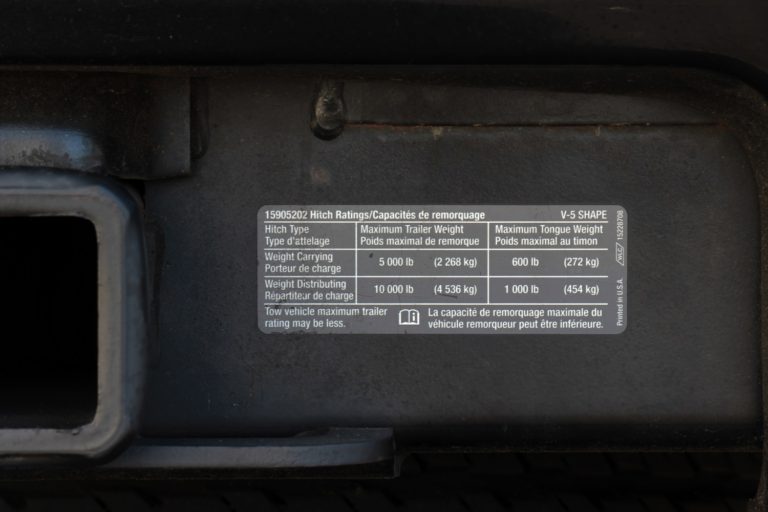 15905202 Hitch Ratings/Capacités de remorquage V-5 SHAPE
Hitch Type Maximum Trailer Weight Maximum Tongue Weight
Type d'attelage Poids maximal de remorque Poids maximal au timon
Weight Carrying
Porteur de charge 5 000 lb (2 268 kg) 600 lb (272 kg)
Weight Distributing
Répartiteur de charge 10 000 lb (4 536 kg) 1 000 lb (454 kg)
Tow vehicle maximum trailer
rating may be less.
La capacité de remorquage maximale du
véhicule remorqueur peut être inférieure.
Printed in U.S.A. 15228706